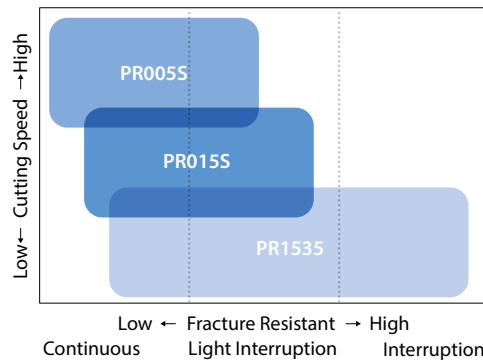 Low← Cutting Speed →High
PR005S
PR015S
PR1535
Low ← Fracture Resistant → High
Continuous Light Interruption Interruption